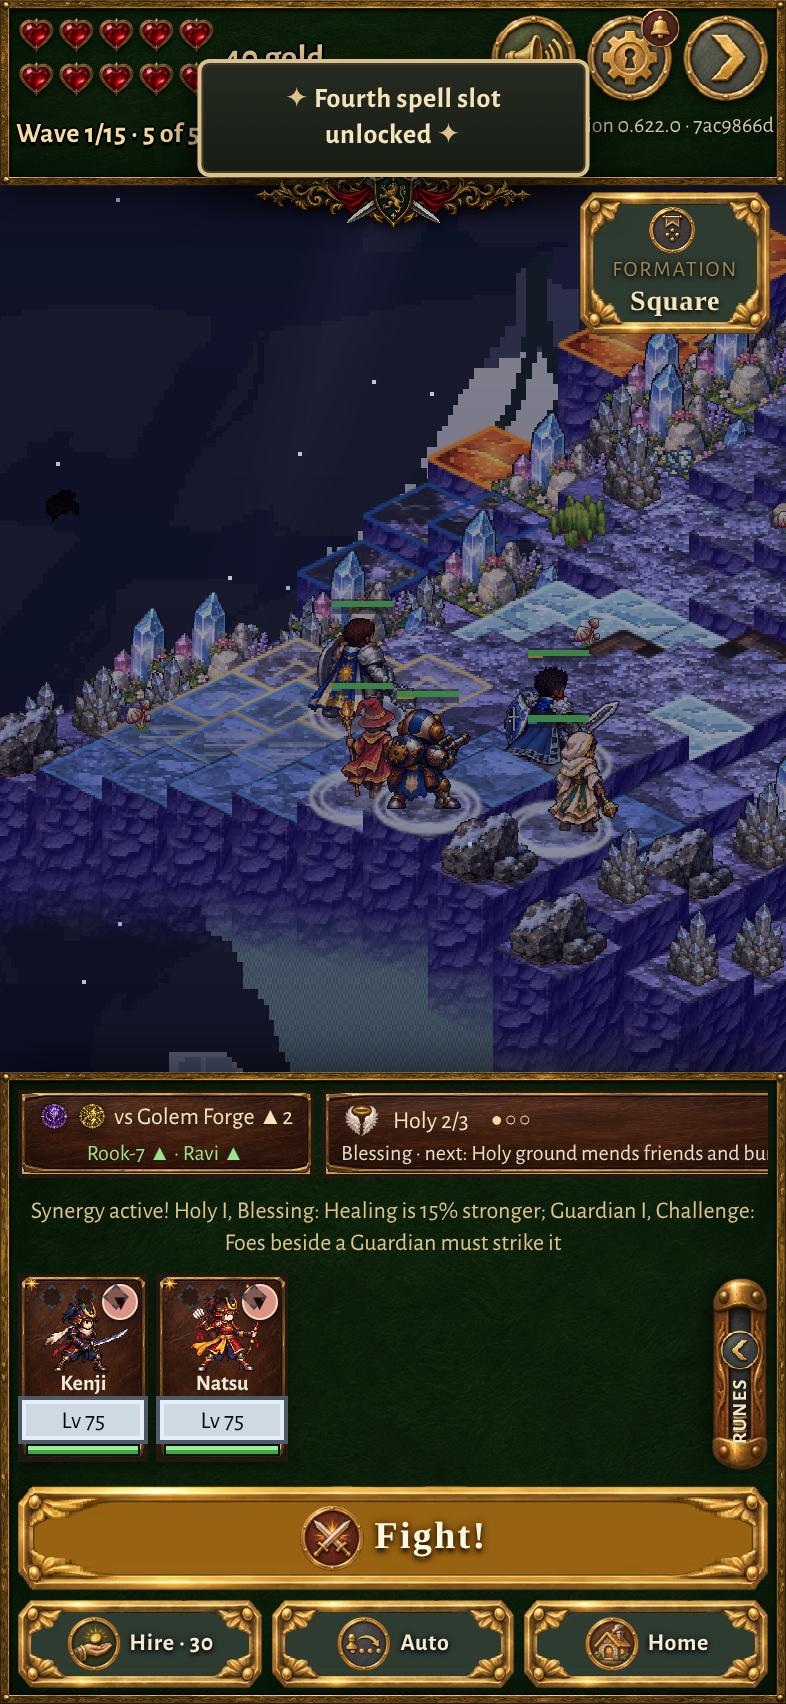 40 gold
✦ Fourth spell slot
unlocked ✦
Wave 1/15 · 5 of 5
0.622.0 · 7ac9866d
FORMATION
Square
vs Golem Forge ▲2
Rook-7 ▲ · Ravi ▲
Holy 2/3 ●○○
Blessing · next: Holy ground mends friends and
Synergy active! Holy I, Blessing: Healing is 15% stronger; Guardian I, Challenge:
Foes beside a Guardian must strike it
Kenji
Natsu
Lv 75
Lv 75
RUNES
Fight!
Hire · 30
Auto
Home